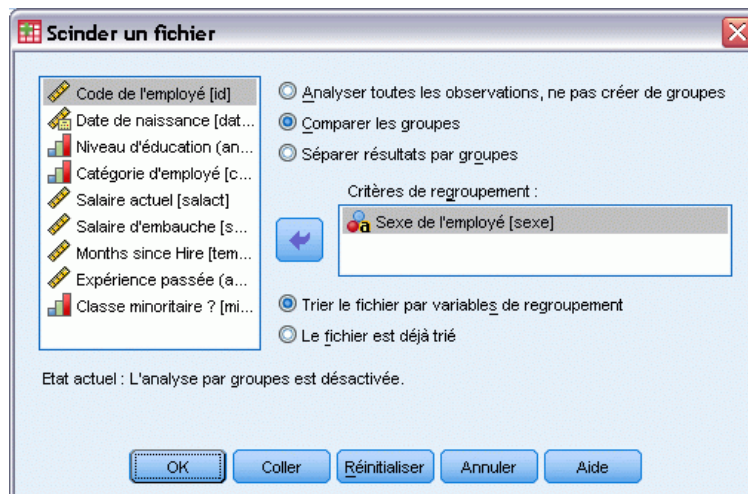 Scinder un fichier
Code de l'employé [id]
Date de naissance [dat...
Niveau d'éducation (an...
Catégorie d'employé [c...
Salaire actuel [salact]
Salaire d'embauche [s...
Months since Hire [tem...
Expérience passée (a...
Classe minoritaire ? [mi...
Analyser toutes les observations, ne pas créer de groupes
Comparer les groupes
Séparer résultats par groupes
Critères de regroupement :
Sexe de l'employé [sexe]
Trier le fichier par variables de regroupement
Le fichier est déjà trié
Etat actuel : L'analyse par groupes est désactivée.
OK
Coller
Réinitialiser
Annuler
Aide